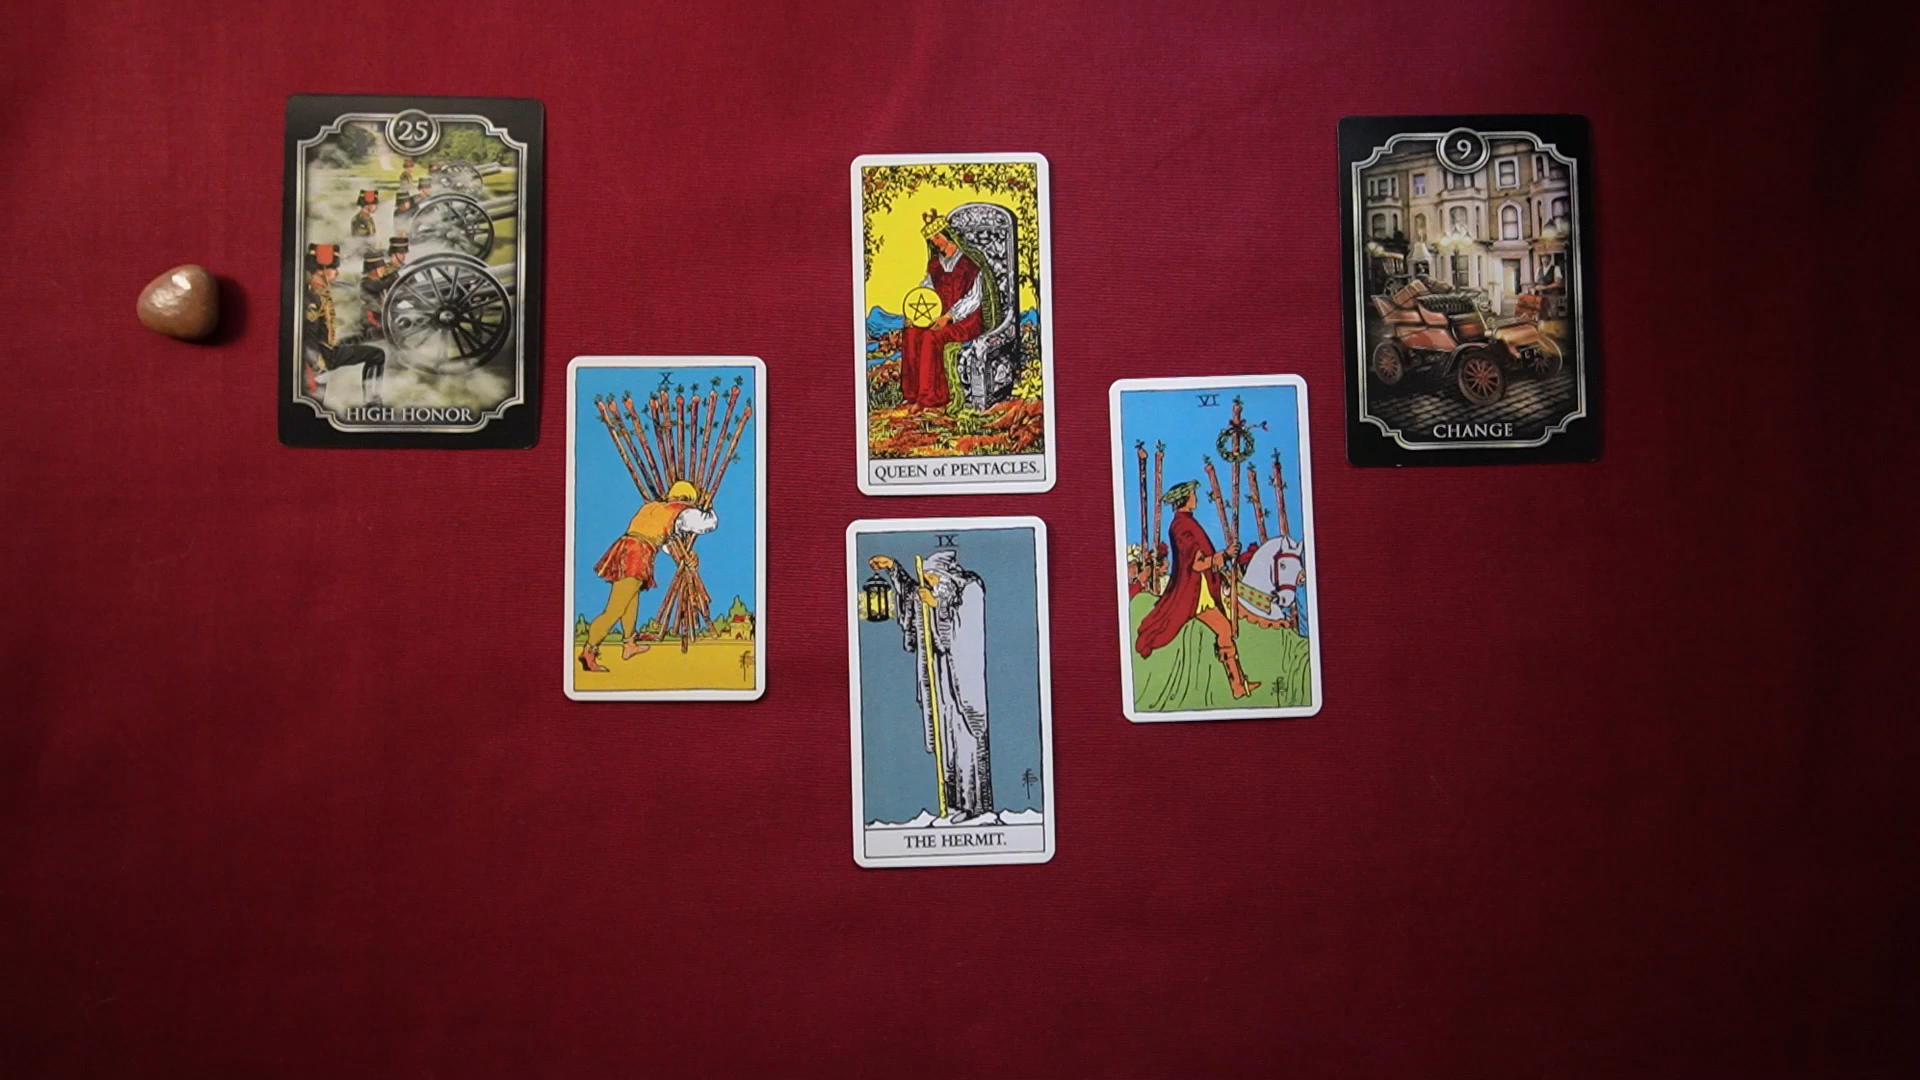 25
HIGH HONOR
X
QUEEN of PENTACLES.
IX
THE HERMIT.
VI
9
CHANGE